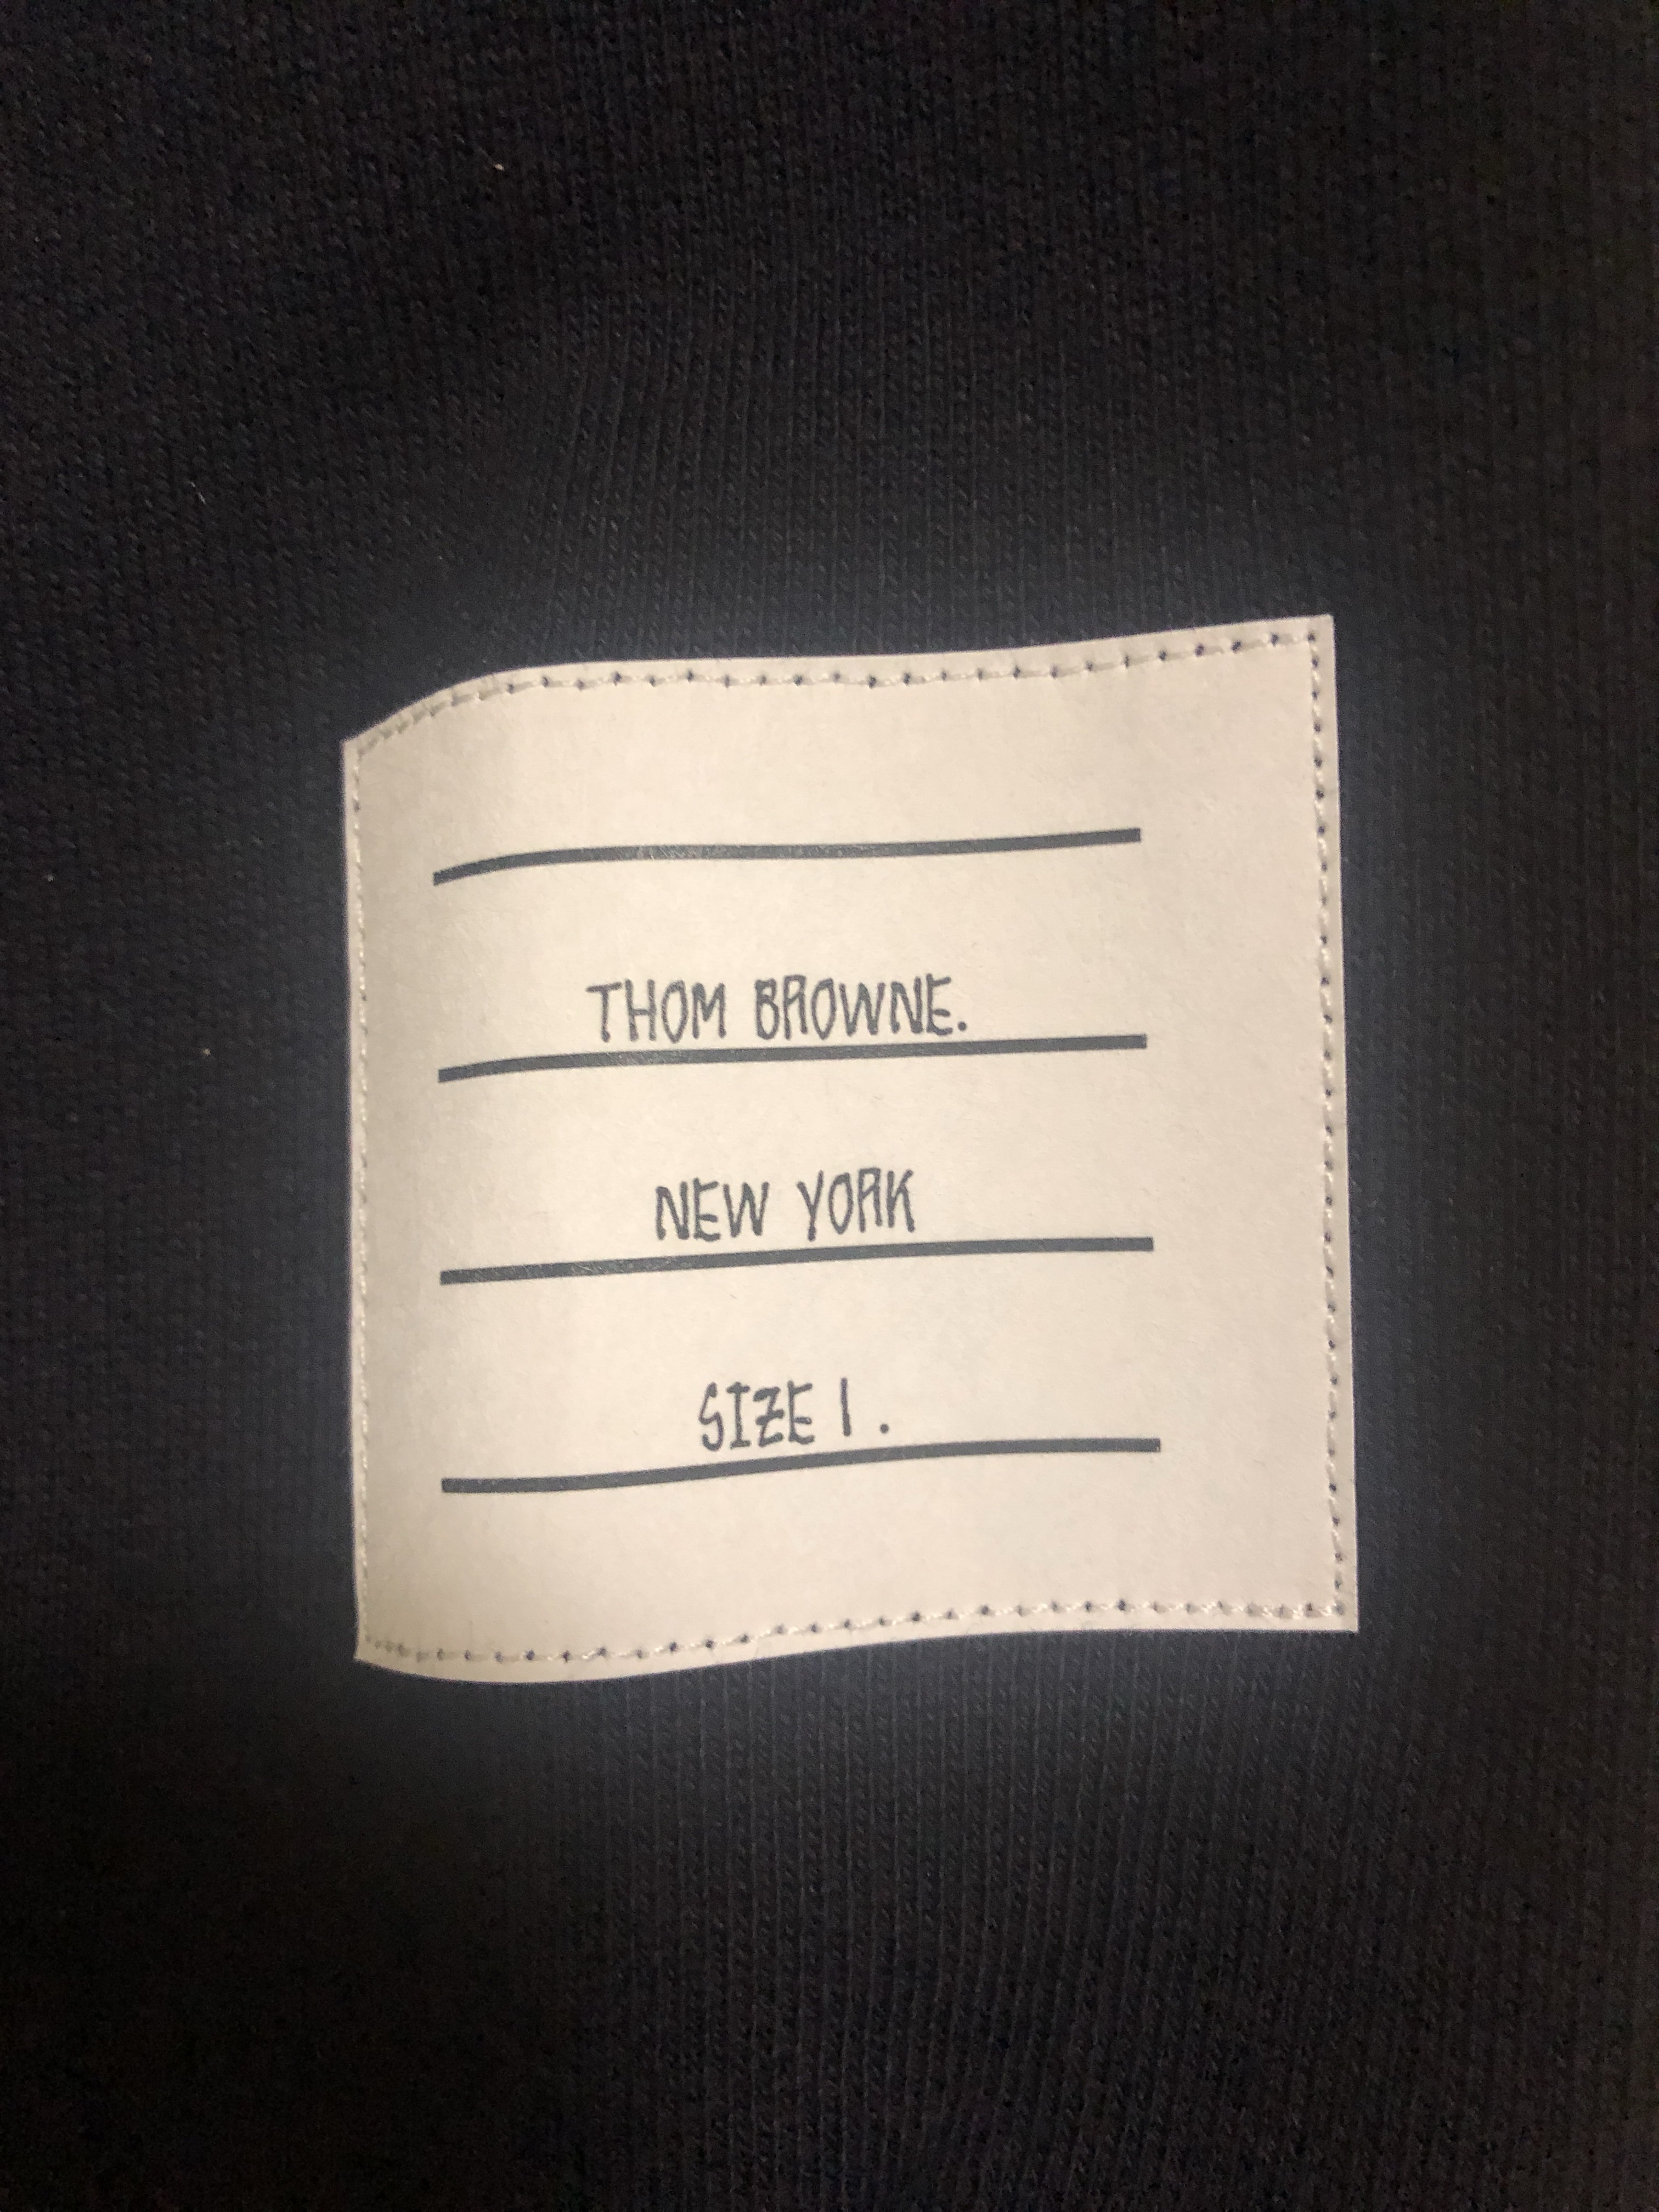 THOM BROWNE.
NEW YORK
SIZE 1.